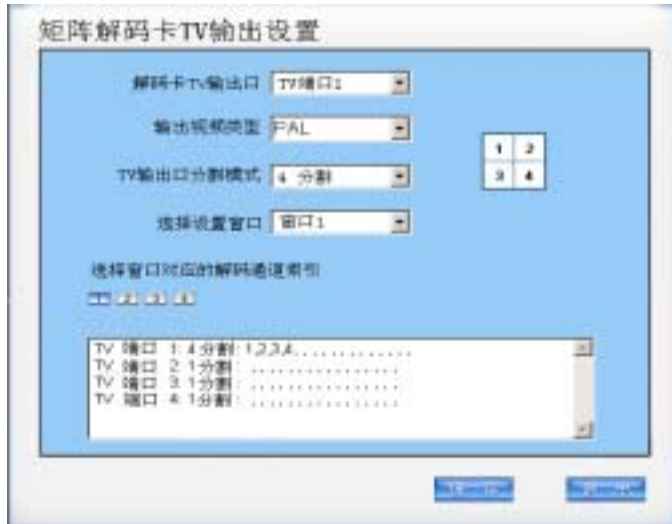 矩阵解码卡TV输出设置
解码卡TV输出口 TV端口1
输出视频类型 PAL
TV输出口分割模式 4 分割
选择设置窗口 窗口1
1 2
3 4
选择窗口对应的解码通道索引
1 2 3 4
TV 端口 1: 4分割: 1,2,3,4. . . . . . . . . . . .
TV 端口 2: 1分割: . . . . . . . . . . . . . . . .
TV 端口 3: 1分割: . . . . . . . . . . . . . . . .
TV 端口 4: 1分割: . . . . . . . . . . . . . . . .